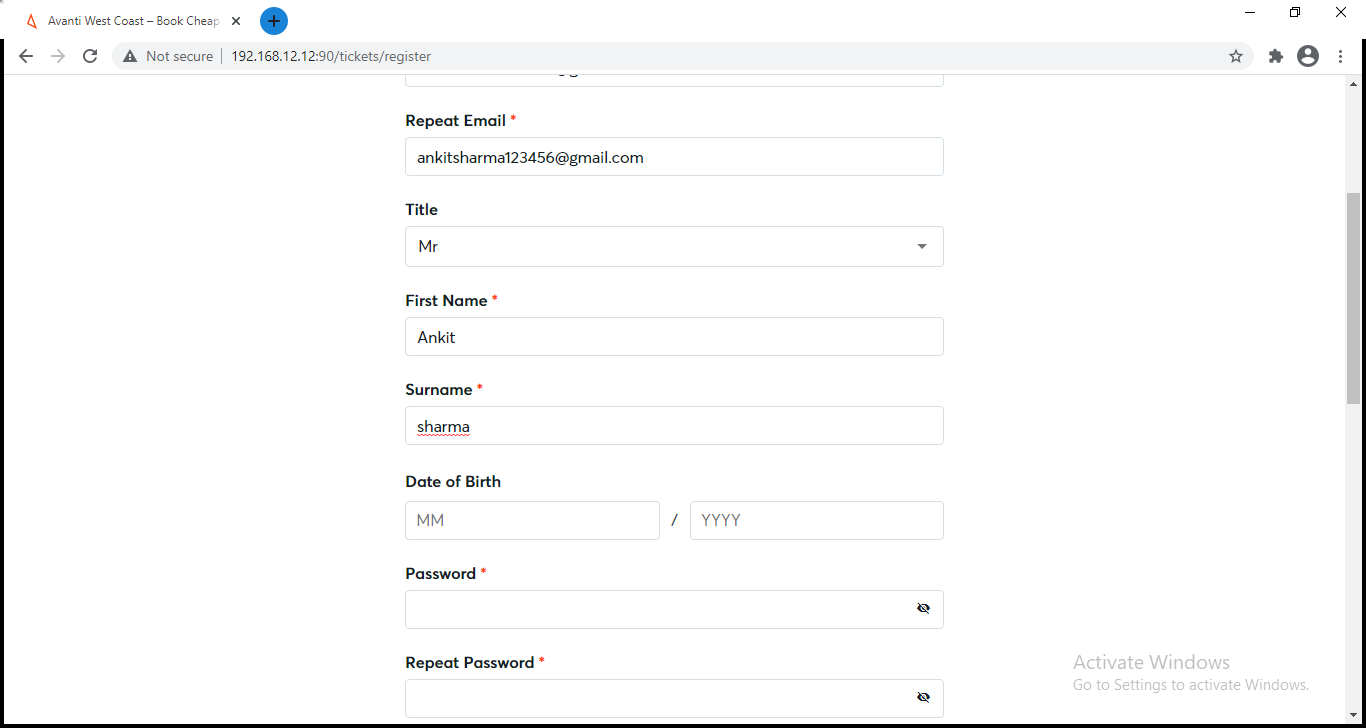 Avanti West Coast – Book Cheap
Not secure
192.168.12.12:90/tickets/register
Repeat Email *
ankitsharma123456@gmail.com
Title
Mr
First Name *
Ankit
Surname *
sharma
Date of Birth
MM / YYYY
Password *
Repeat Password *
Activate Windows
Go to Settings to activate Windows.